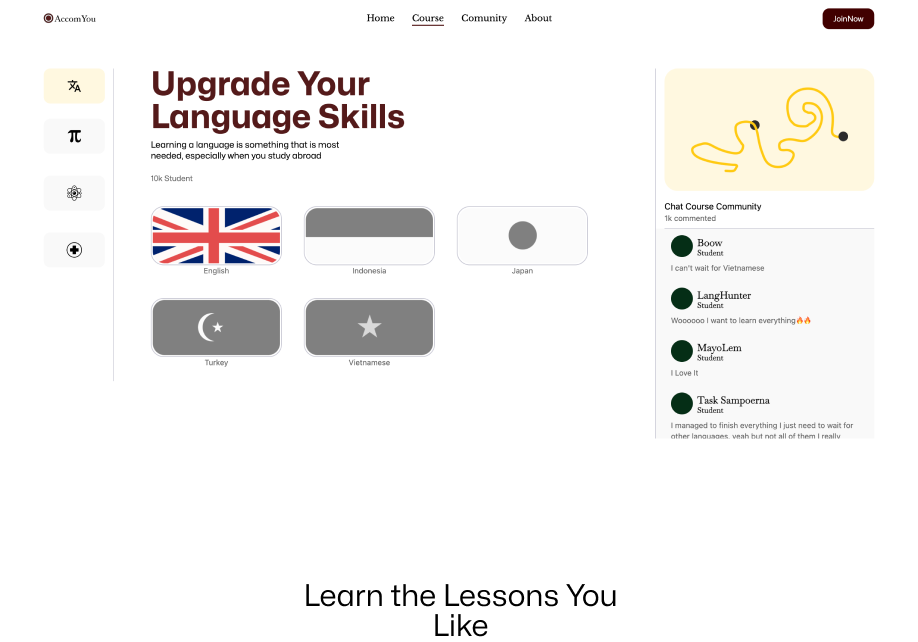 AccomYou
Home Course Comunity About
JoinNow
Upgrade Your
Language Skills
Learning a language is something that is most
needed, especially when you study abroad
10k Student
English
Indonesia
Japan
Turkey
Vietnamese
Chat Course Community
1k commented
Boow
Student
I can't wait for Vietnamese
LangHunter
Student
Woooooo I want to learn everything🔥🔥
MayoLem
Student
I Love It
Task Sampoerna
Student
I managed to finish everything I just need to wait for
other languages, yeah but not all of them I really
Learn the Lessons You
Like